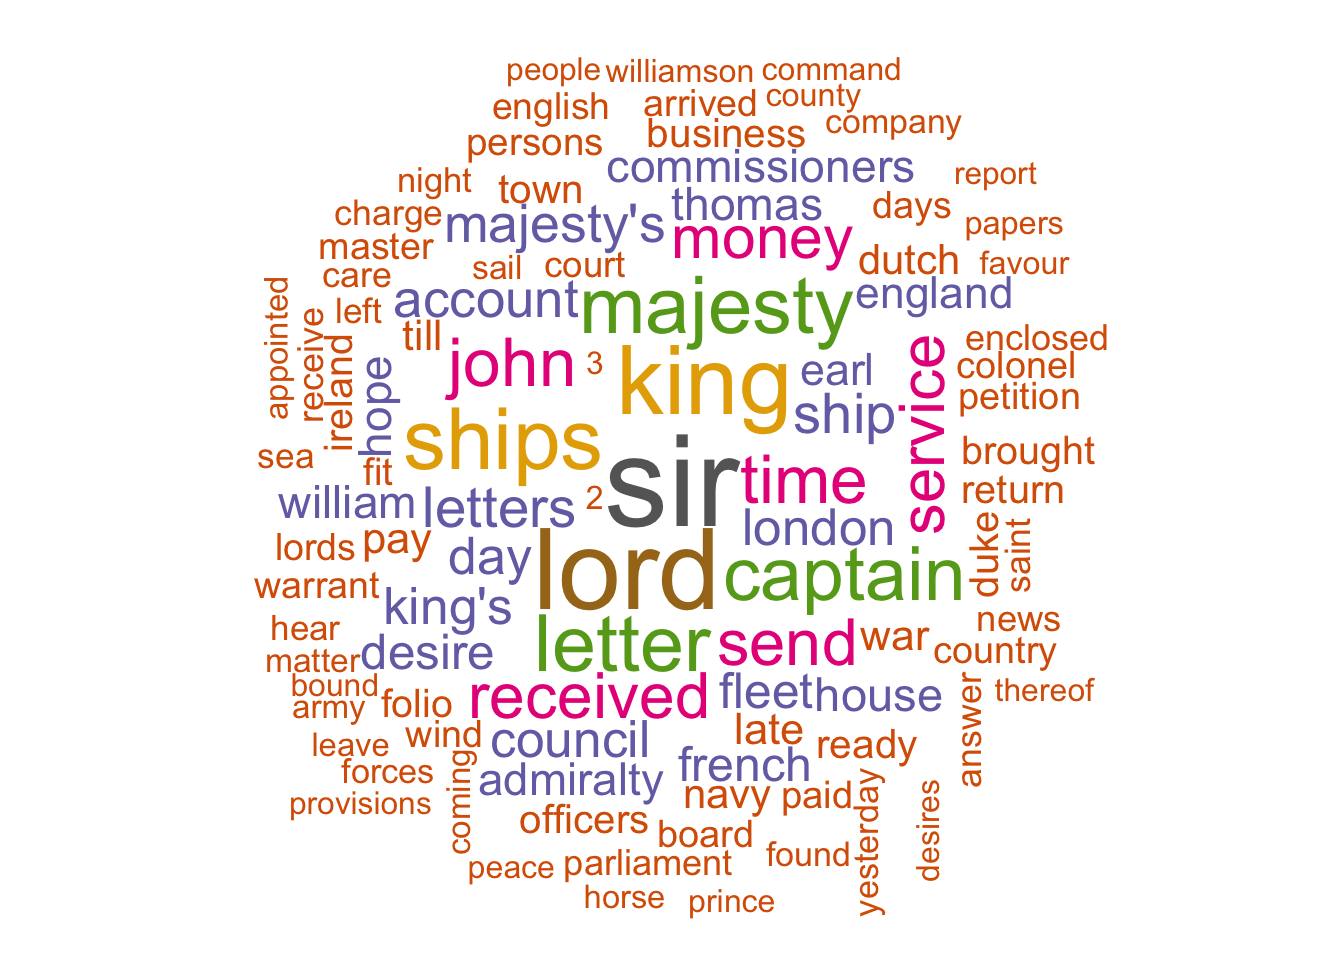 people williamson command
english arrived county
persons business company
commissioners
night town thomas report
charge majesty's money days papers
master sail court dutch favour
care
appointed receive left account majesty england
ireland till john 3 king earl service enclosed
hope ships ship colonel
petition
sea fit sir time brought
william letters 2 london return
lords pay day lord captain duke saint
warrant king's
hear letter send war news
matter desire country
bound received fleet house thereof
army folio answer
leave wind council late ready
forces admiralty french
provisions coming navy paid yesterday desires
officers board
peace parliament found
horse prince